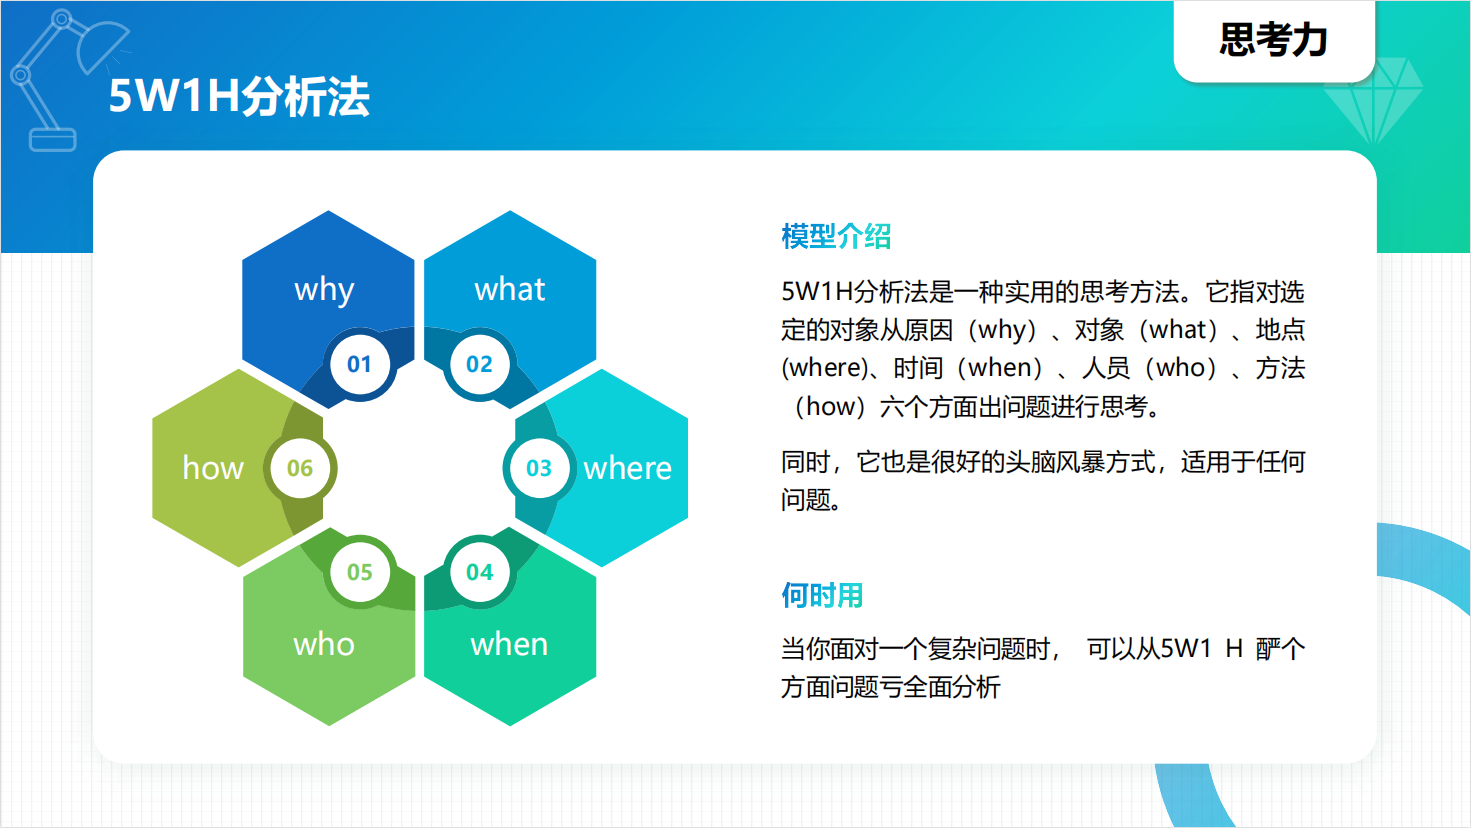 思考力
5W1H分析法
why
what
01
02
how
06
03
where
05
04
who
when
模型介绍
5W1H分析法是一种实用的思考方法。它指对选
定的对象从原因（why）、对象（what）、地点
(where)、时间（when）、人员（who）、方法
（how）六个方面出问题进行思考。
同时，它也是很好的头脑风暴方式，适用于任何
问题。
何时用
当你面对一个复杂问题时， 可以从5W1 H 酽个
方面问题亏全面分析